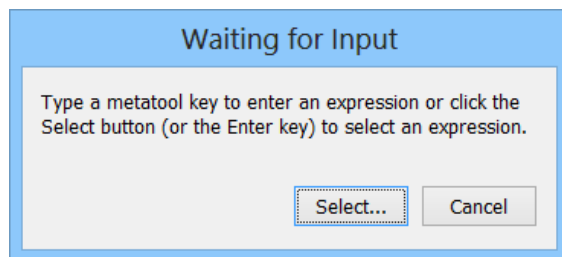 Waiting for Input
Type a metatool key to enter an expression or click the
Select button (or the Enter key) to select an expression.
Select...
Cancel